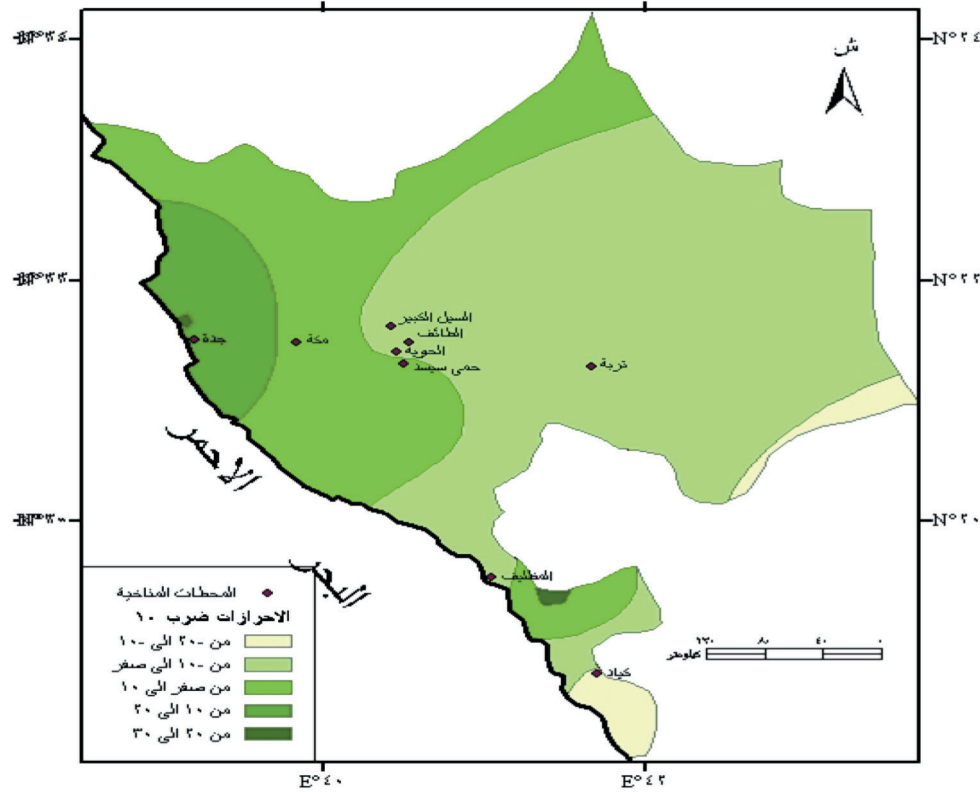 N°٢٤
ش
السيل الكبير
الطائف
الحوية
حمى سيسد
جدة
مكة
تربة
N°٢٢
الاحمر
البحر
N°٢٠
المظليف
كياد
المحطات المناخية
الاحرازات ضرب ١٠
من -٢٠ الى -١٠
من -١٠ الى صفر
من صفر الى ١٠
من ١٠ الى ٢٠
من ٢٠ الى ٣٠
٨٠ ٤٠ ٠
كيلومتر
E°٤٠ E°٤٢